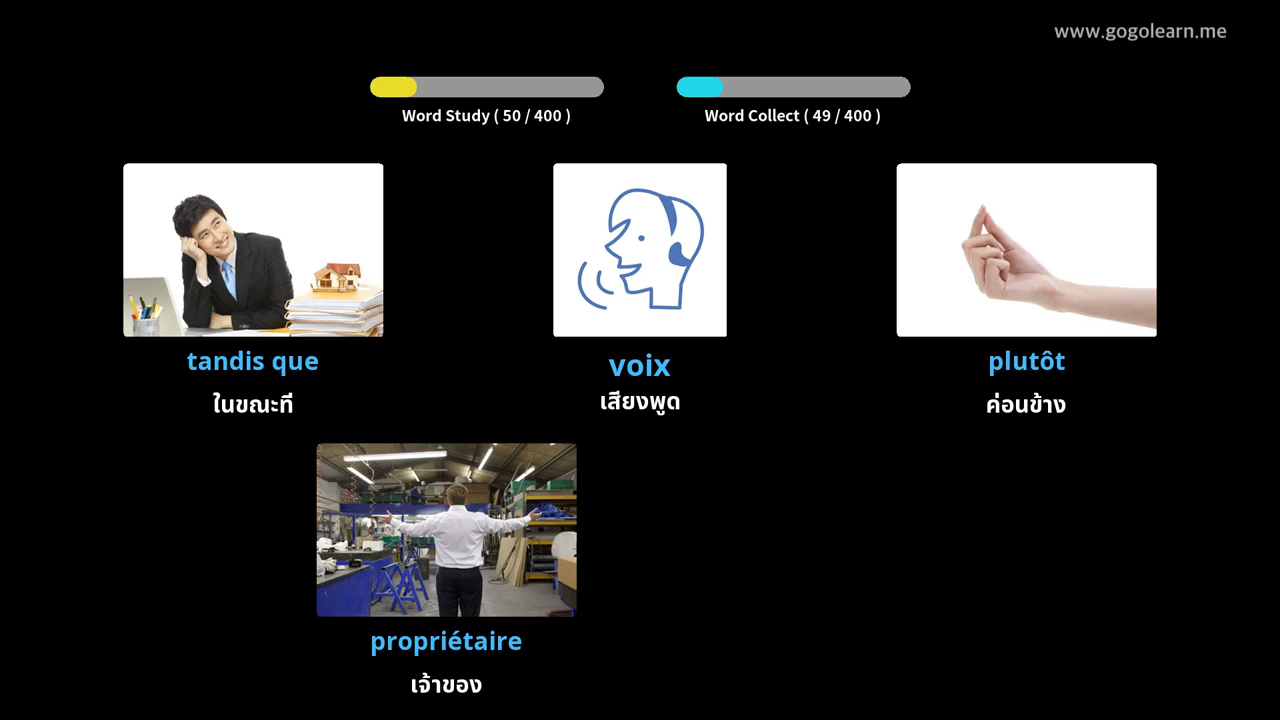 www.gogolearn.me
Word Study ( 50 / 400 )
Word Collect ( 49 / 400 )
tandis que
ในขณะที่
voix
เสียงพูด
plutôt
ค่อนข้าง
propriétaire
เจ้าของ